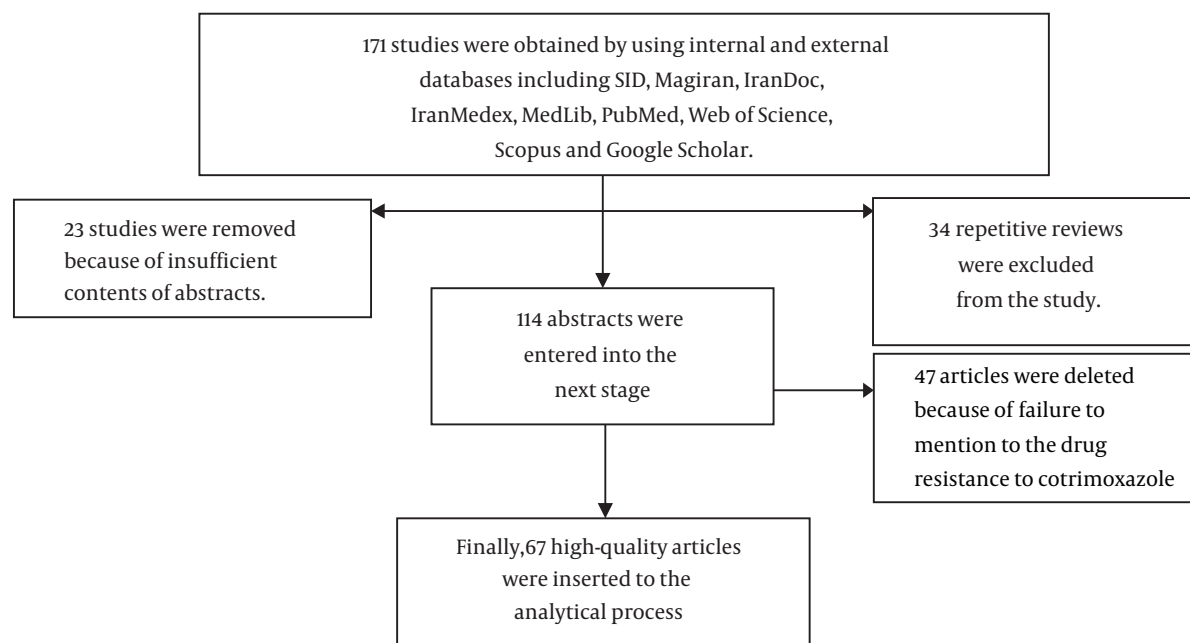 171 studies were obtained by using internal and external
databases including SID, Magiran, IranDoc,
IranMedex, MedLib, PubMed, Web of Science,
Scopus and Google Scholar.
23 studies were removed
because of insufficient
contents of abstracts.
34 repetitive reviews
were excluded
from the study.
114 abstracts were
entered into the
next stage
47 articles were deleted
because of failure to
mention to the drug
resistance to cotrimoxazole
Finally,67 high-quality articles
were inserted to the
analytical process